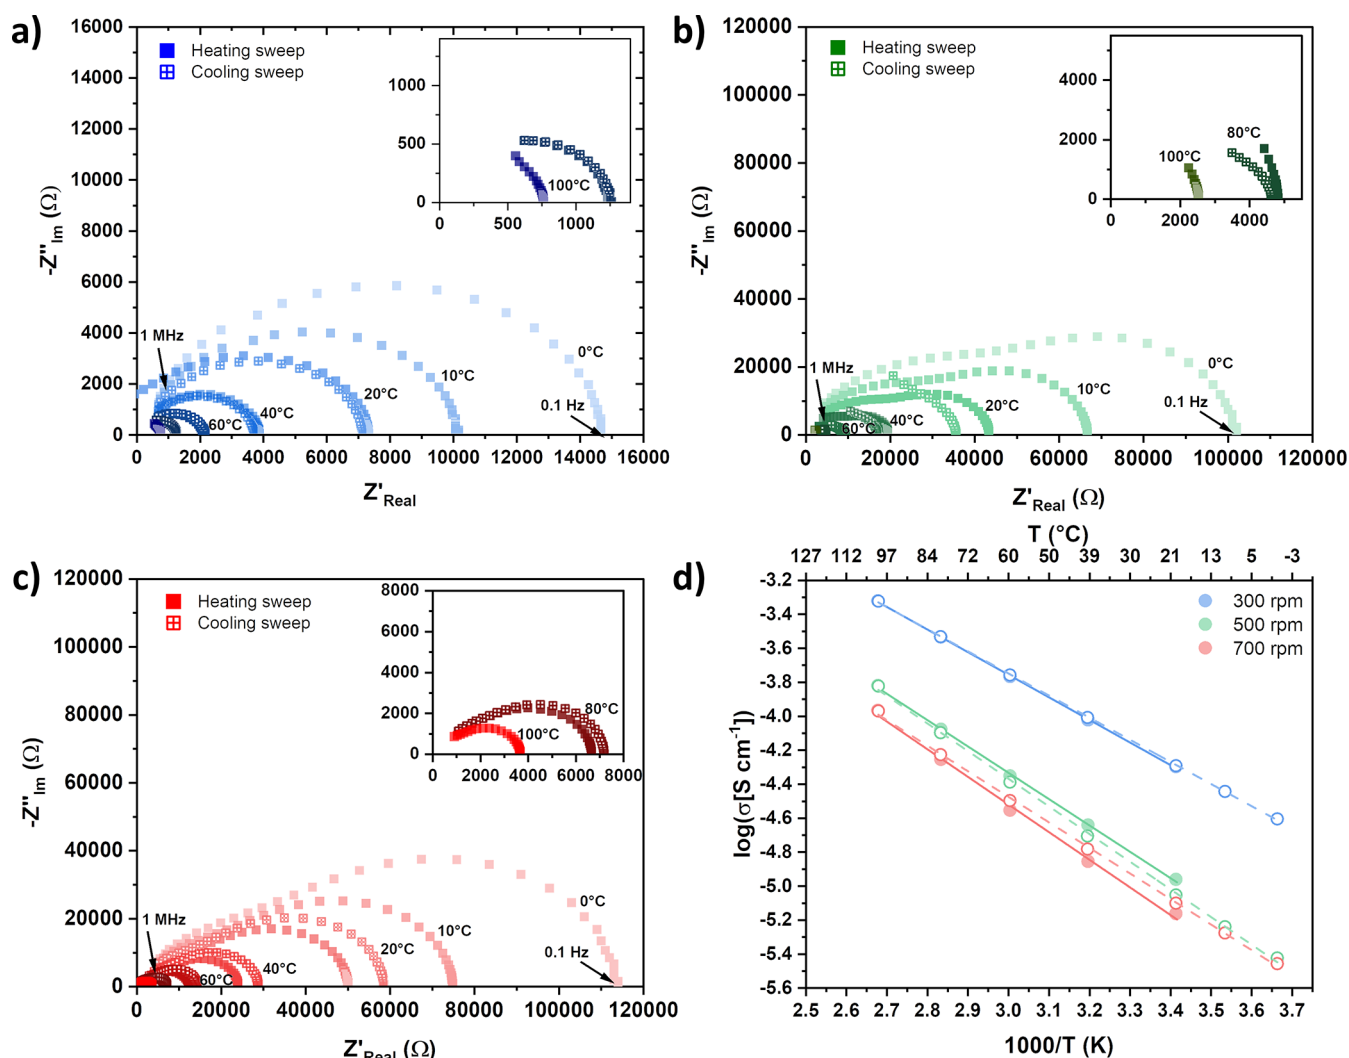 a)
16000
14000
12000
10000
8000
6000
4000
2000
0
-Z''Im (Ω)
Heating sweep
Cooling sweep
1000
500
0
0 500 1000
100°C
1 MHz
0°C
10°C
20°C
40°C
60°C
0.1 Hz
0 2000 4000 6000 8000 10000 12000 14000 16000
Z'Real
b)
120000
100000
80000
60000
40000
20000
0
-Z''Im (Ω)
Heating sweep
Cooling sweep
4000
2000
0
0 2000 4000
80°C
100°C
1 MHz
0°C
10°C
20°C
40°C
60°C
0.1 Hz
0 20000 40000 60000 80000 100000 120000
Z'Real (Ω)
c)
120000
100000
80000
60000
40000
20000
0
-Z''Im (Ω)
Heating sweep
Cooling sweep
8000
6000
4000
2000
0
0 2000 4000 6000 8000
80°C
100°C
1 MHz
0°C
10°C
20°C
40°C
60°C
0.1 Hz
0 20000 40000 60000 80000 100000 120000
Z'Real (Ω)
d)
T (°C)
127 112 97 84 72 60 50 39 30 21 13 5 -3
-3.2
-3.4
-3.6
-3.8
-4.0
-4.2
-4.4
-4.6
-4.8
-5.0
-5.2
-5.4
-5.6
log(σ[S cm⁻¹])
300 rpm
500 rpm
700 rpm
2.5 2.6 2.7 2.8 2.9 3.0 3.1 3.2 3.3 3.4 3.5 3.6 3.7
1000/T (K)